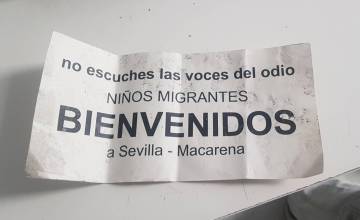 no escuches las voces del odio
NIÑOS MIGRANTES
BIENVENIDOS
a Sevilla - Macarena